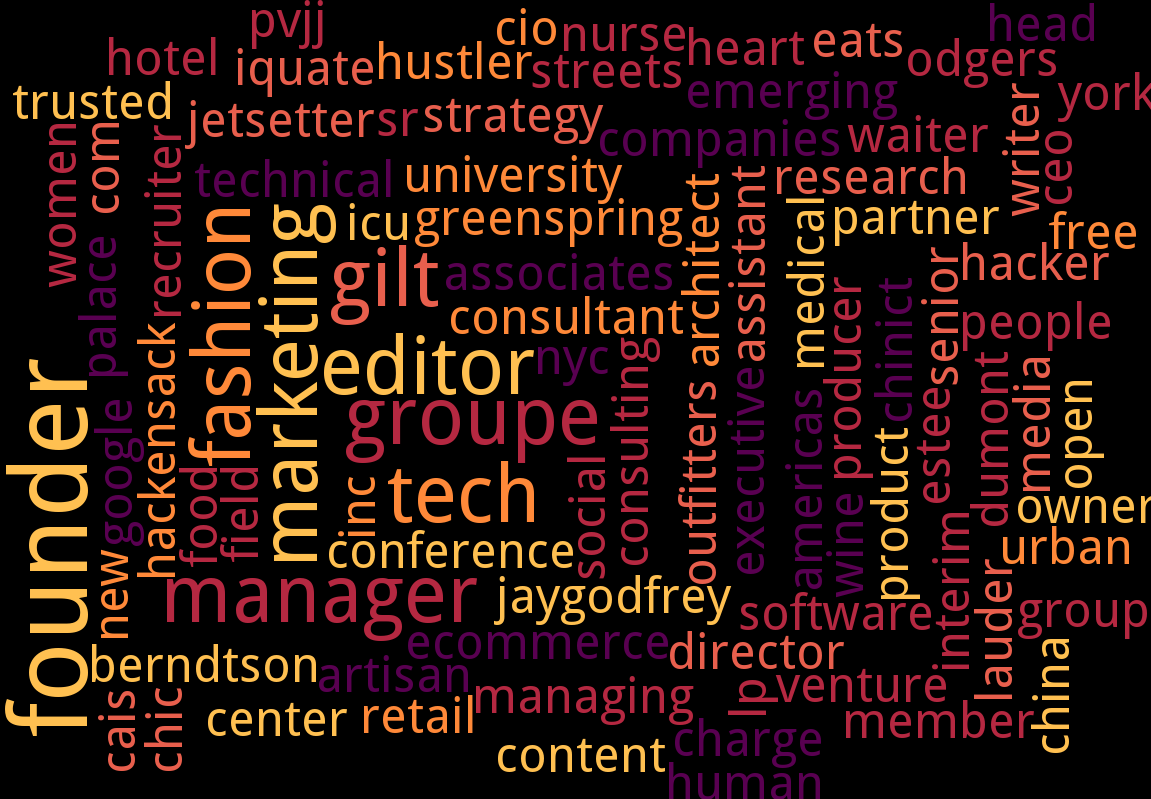 pvjj
cio
nurse
heart
eats
head
hotel
iquate
hustler
streets
odgers
trusted
emerging
york
jetsetter
sr
strategy
companies
waiter
writer
ceo
women
com
recruiter
technical
university
research
icu
greenspring
architect
assistant
medical
partner
free
palace
fashion
marketing
gilt
associates
hacker
consultant
producer
chinict
senior
people
founder
google
hackensack
editor
nyc
groupe
consulting
outfitters
executive
americas
product
estee
dumont
media
open
food
field
inc
tech
social
wine
owner
new
conference
interim
urban
manager
jaygodfrey
software
lauder
group
berndtson
ecommerce
director
china
artisan
cais
chic
center
retail
managing
lp
venture
member
content
charge
human